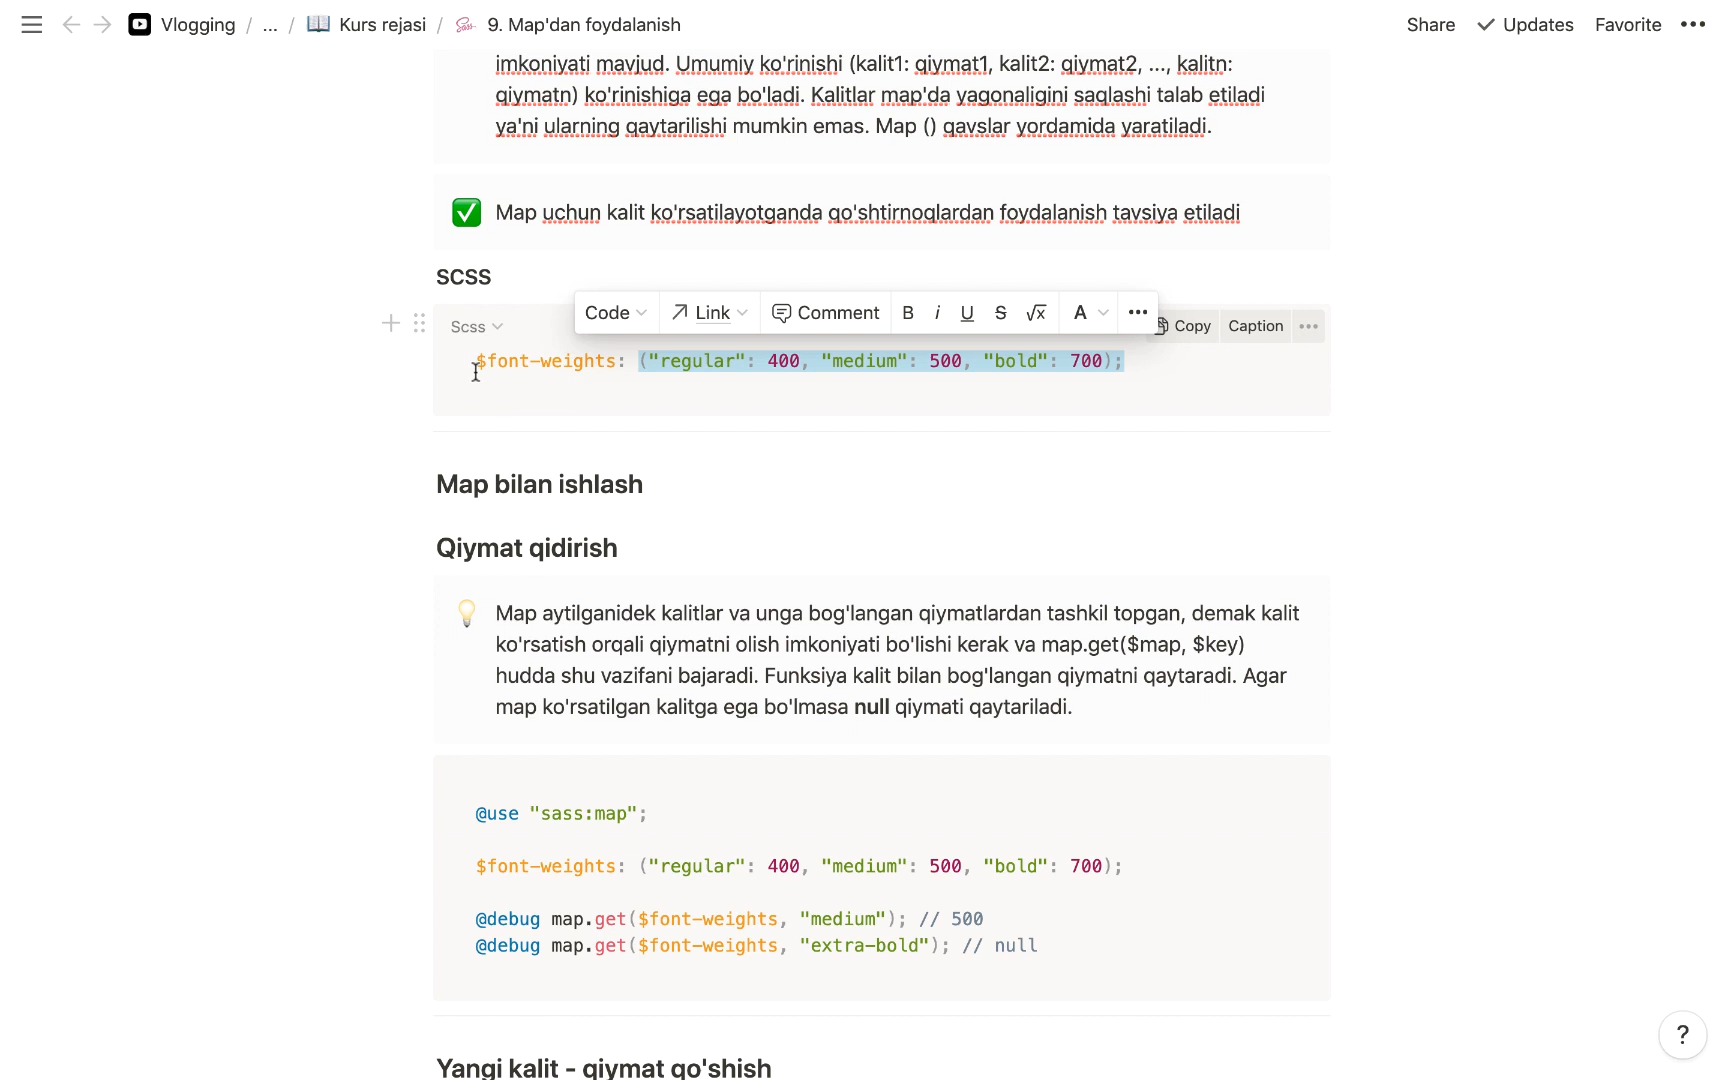 Vlogging / ... / Kurs rejasi / 9. Map'dan foydalanish Share Updates Favorite •••
imkoniyati mavjud. Umumiy ko'rinishi (kalit1: qiymat1, kalit2: qiymat2, ..., kalitn:
qiymatn) ko'rinishiga ega bo'ladi. Kalitlar map'da yagonaligini saqlashi talab etiladi
ya'ni ularning qaytarilishi mumkin emas. Map () qavslar yordamida yaratiladi.
Map uchun kalit ko'rsatilayotganda qo'shtirnoqlardan foydalanish tavsiya etiladi
SCSS
Code Link Comment B i U S √x A •••
Scss Copy Caption •••
$font-weights: ("regular": 400, "medium": 500, "bold": 700);
Map bilan ishlash
Qiymat qidirish
Map aytilganidek kalitlar va unga bog'langan qiymatlardan tashkil topgan, demak kalit
ko'rsatish orqali qiymatni olish imkoniyati bo'lishi kerak va map.get($map, $key)
hudda shu vazifani bajaradi. Funksiya kalit bilan bog'langan qiymatni qaytaradi. Agar
map ko'rsatilgan kalitga ega bo'lmasa null qiymati qaytariladi.
@use "sass:map";
$font-weights: ("regular": 400, "medium": 500, "bold": 700);
@debug map.get($font-weights, "medium"); // 500
@debug map.get($font-weights, "extra-bold"); // null
Yangi kalit - qiymat qo'shish
?